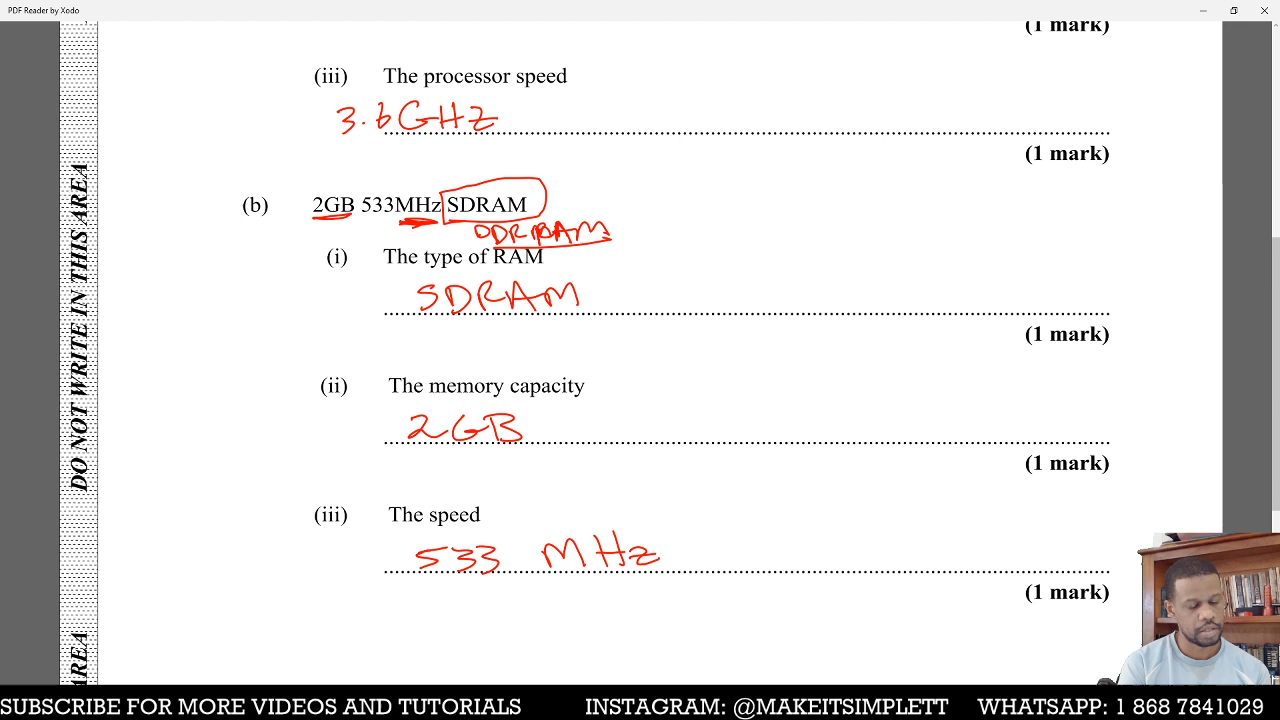 PDF Reader by Xodo
(1 mark)
(iii) The processor speed
3.6GHz
(1 mark)
(b) 2GB 533MHz SDRAM
DDR RAM
(i) The type of RAM
SDRAM
(1 mark)
(ii) The memory capacity
2GB
(1 mark)
(iii) The speed
533 MHz
(1 mark)
DO NOT WRITE IN THIS AREA
AREA
SUBSCRIBE FOR MORE VIDEOS AND TUTORIALS INSTAGRAM: @MAKEITSIMPLETT WHATSAPP: 1 868 7841029